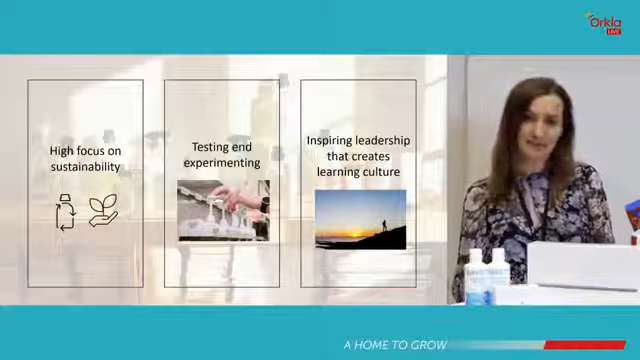 Orkla
LIVE
High focus on
sustainability
Testing end
experimenting
Inspiring leadership
that creates
learning culture
A HOME TO GROW